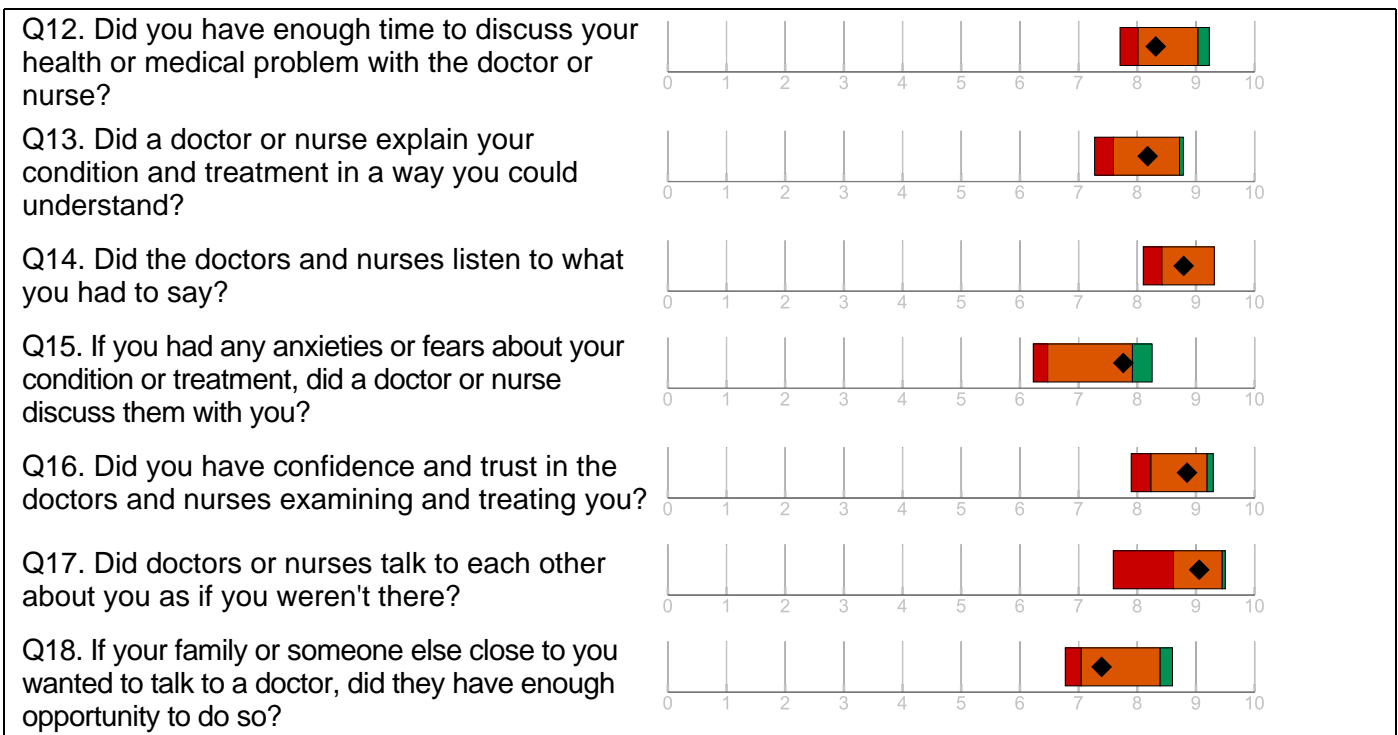 Q12. Did you have enough time to discuss your
health or medical problem with the doctor or
nurse?
0 1 2 3 4 5 6 7 8 9 10
Q13. Did a doctor or nurse explain your
condition and treatment in a way you could
understand?
0 1 2 3 4 5 6 7 8 9 10
Q14. Did the doctors and nurses listen to what
you had to say?
0 1 2 3 4 5 6 7 8 9 10
Q15. If you had any anxieties or fears about your
condition or treatment, did a doctor or nurse
discuss them with you?
0 1 2 3 4 5 6 7 8 9 10
Q16. Did you have confidence and trust in the
doctors and nurses examining and treating you?
0 1 2 3 4 5 6 7 8 9 10
Q17. Did doctors or nurses talk to each other
about you as if you weren't there?
0 1 2 3 4 5 6 7 8 9 10
Q18. If your family or someone else close to you
wanted to talk to a doctor, did they have enough
opportunity to do so?
0 1 2 3 4 5 6 7 8 9 10